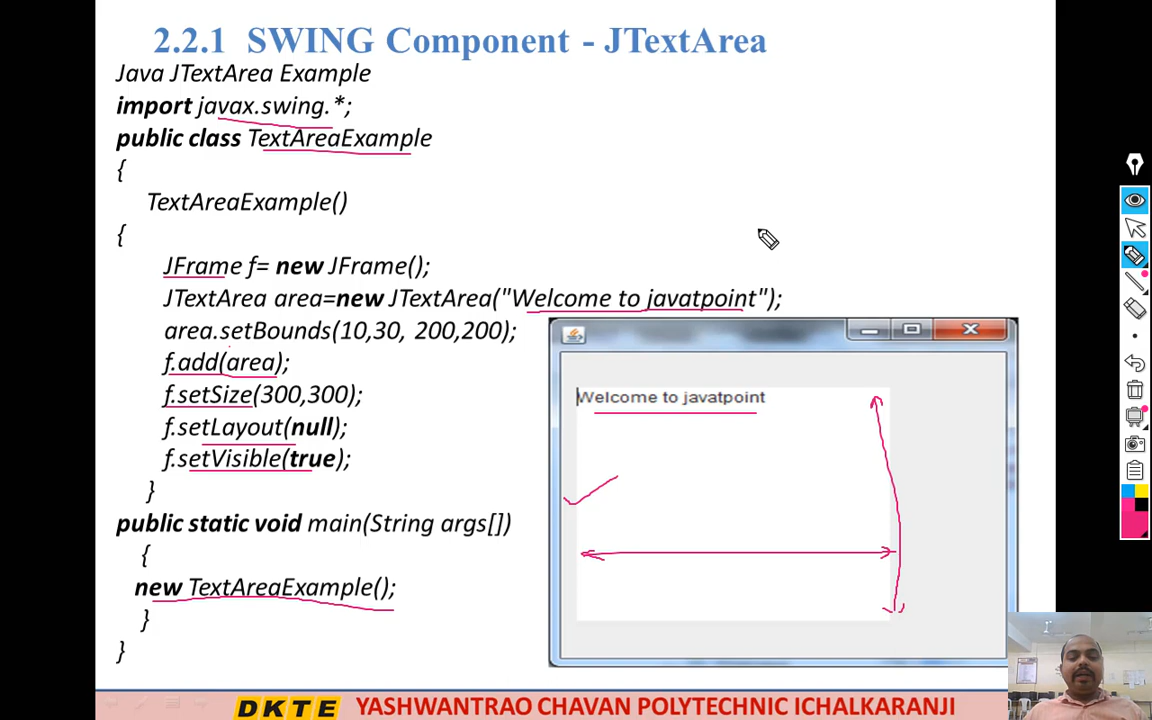 2.2.1 SWING Component - JTextArea
Java JTextArea Example
import javax.swing.*;
public class TextAreaExample
{
TextAreaExample()
{
JFrame f= new JFrame();
JTextArea area=new JTextArea("Welcome to javatpoint");
area.setBounds(10,30, 200,200);
f.add(area);
f.setSize(300,300);
f.setLayout(null);
f.setVisible(true);
}
public static void main(String args[])
{
new TextAreaExample();
}
}
Welcome to javatpoint
DKTE YASHWANTRAO CHAVAN POLYTECHNIC ICHALKARANJI